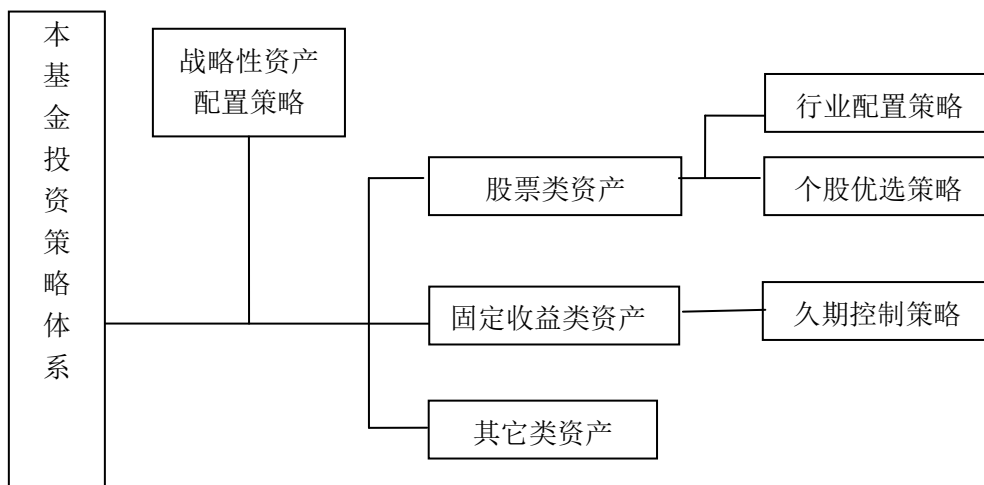 本基金投资策略体系
战略性资产
配置策略
行业配置策略
股票类资产
个股优选策略
固定收益类资产
久期控制策略
其它类资产